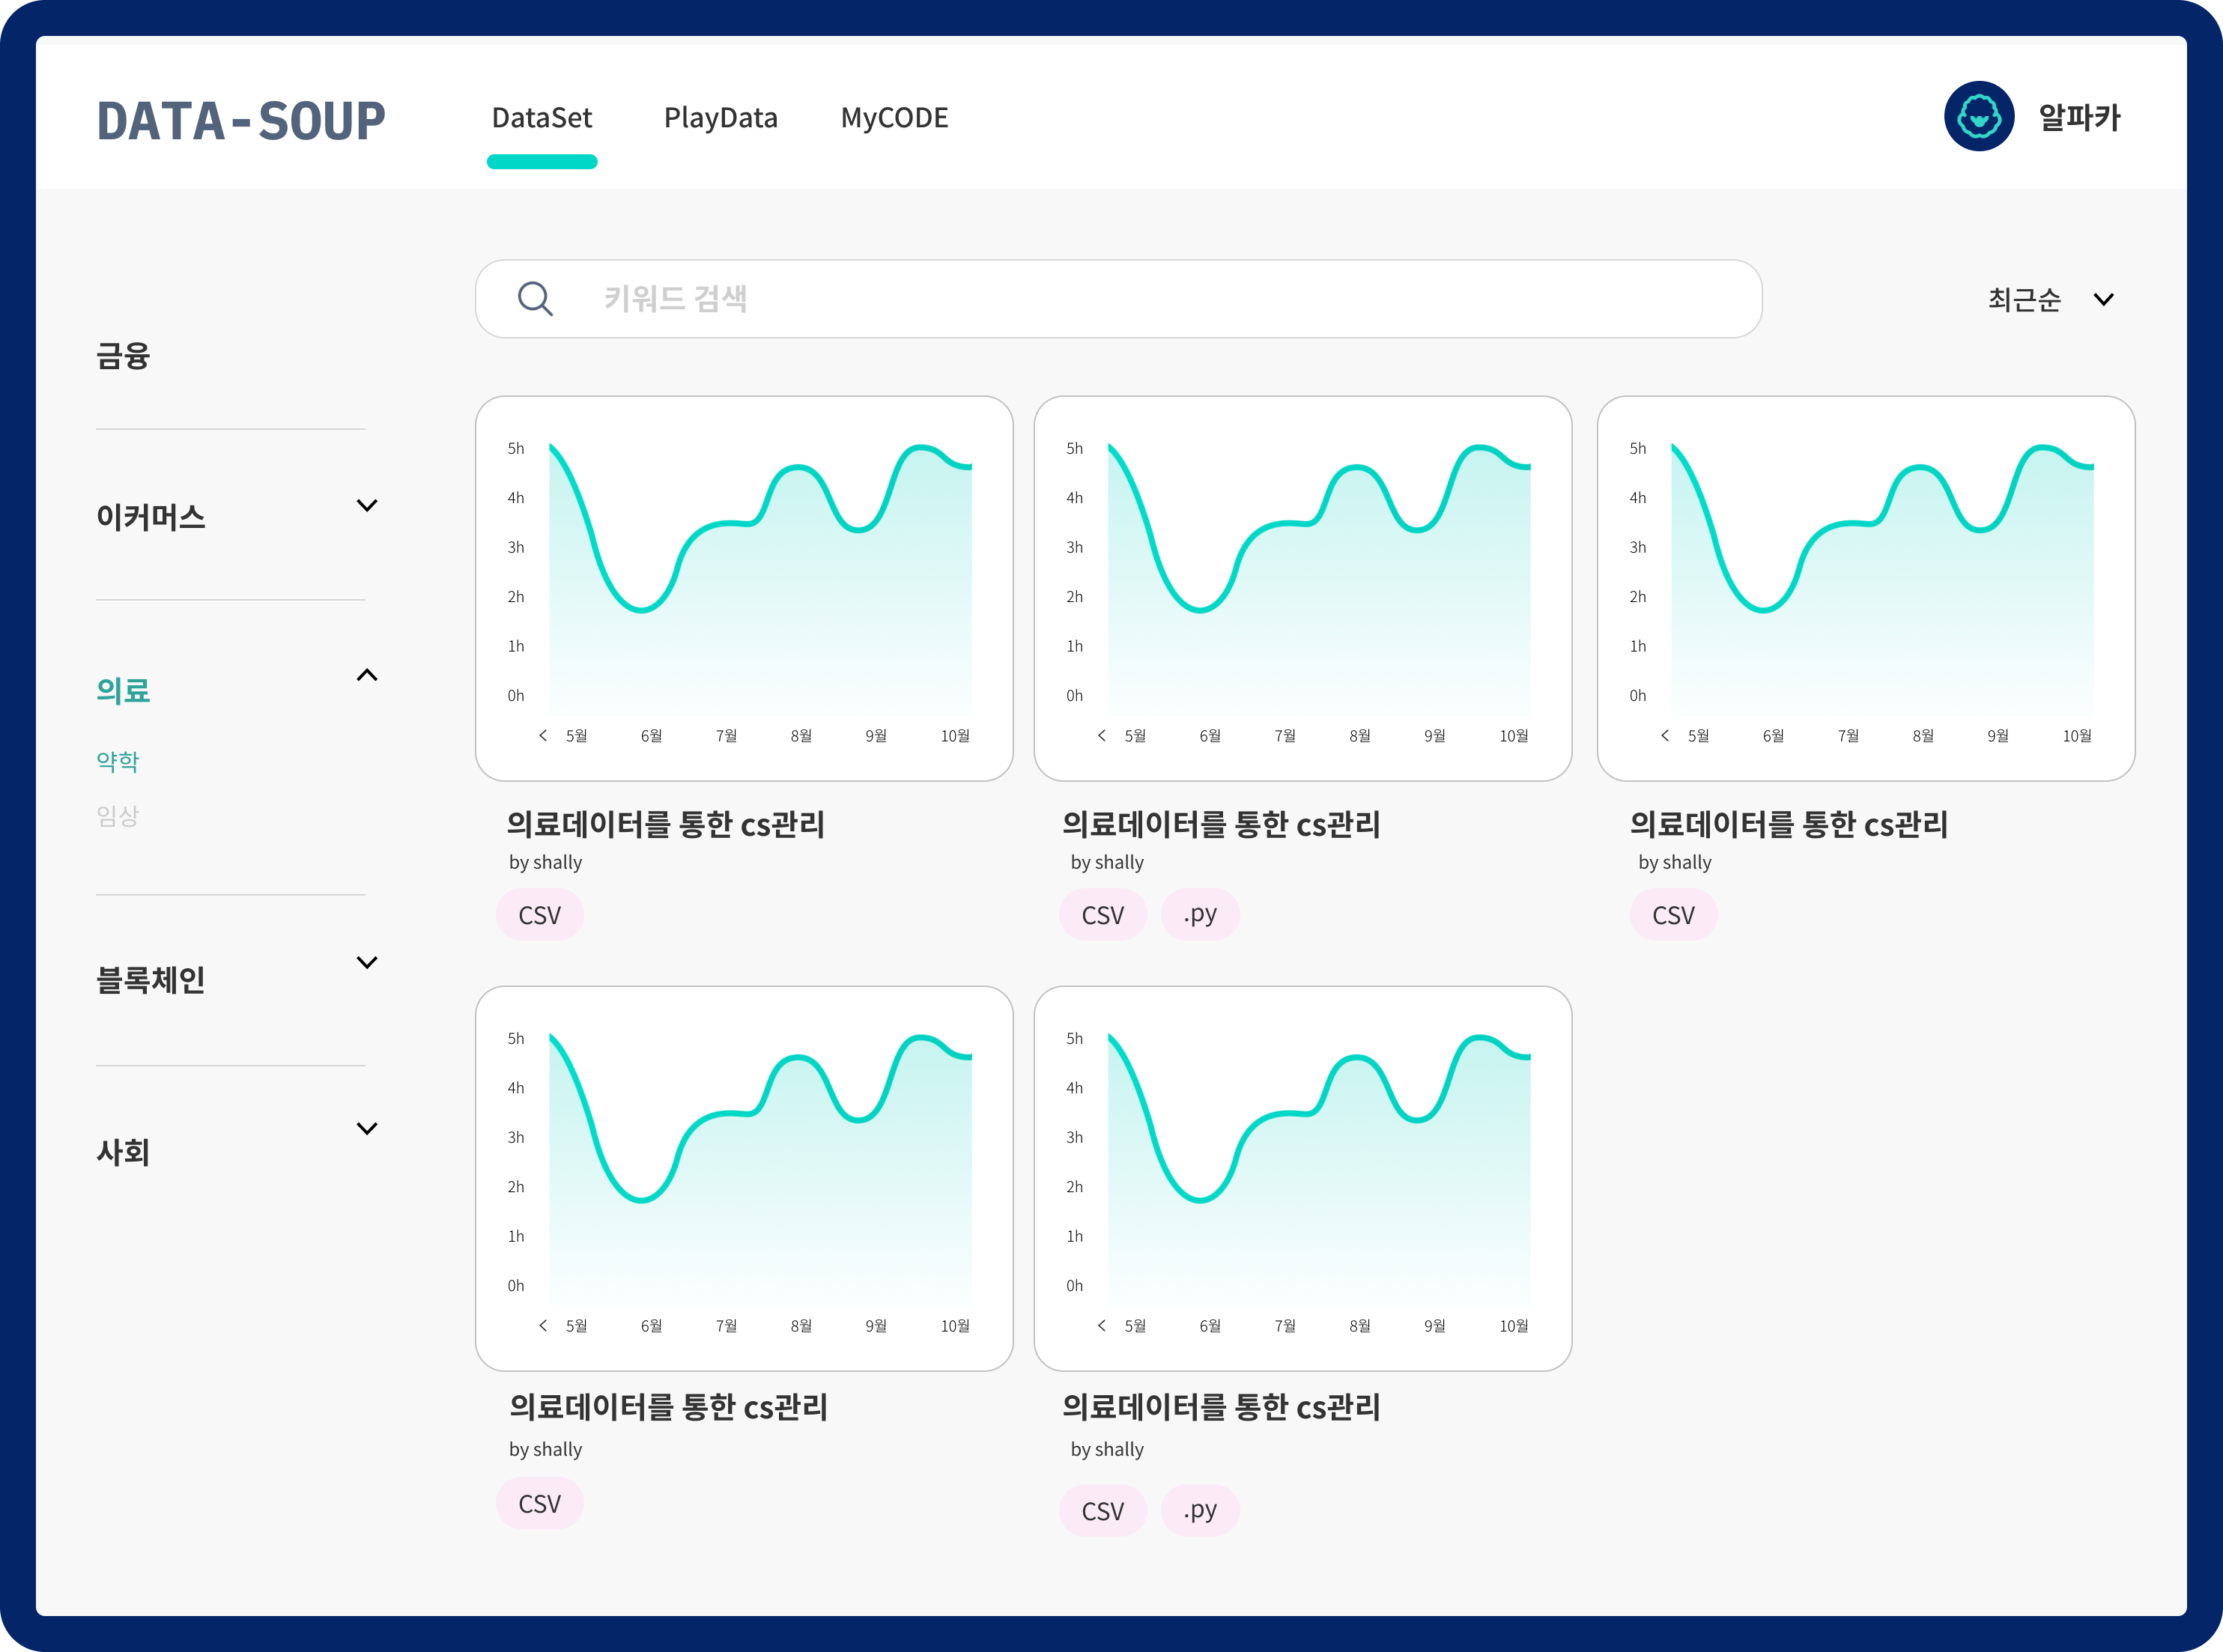 DATA-SOUP
DataSet
PlayData
MyCODE
알파카
키워드 검색
최근순
금융
이커머스
의료
약학
임상
블록체인
사회
5h
4h
3h
2h
1h
0h
5월 6월 7월 8월 9월 10월
의료데이터를 통한 cs관리
by shally
CSV
5h
4h
3h
2h
1h
0h
5월 6월 7월 8월 9월 10월
의료데이터를 통한 cs관리
by shally
CSV .py
5h
4h
3h
2h
1h
0h
5월 6월 7월 8월 9월 10월
의료데이터를 통한 cs관리
by shally
CSV
5h
4h
3h
2h
1h
0h
5월 6월 7월 8월 9월 10월
의료데이터를 통한 cs관리
by shally
CSV
5h
4h
3h
2h
1h
0h
5월 6월 7월 8월 9월 10월
의료데이터를 통한 cs관리
by shally
CSV .py